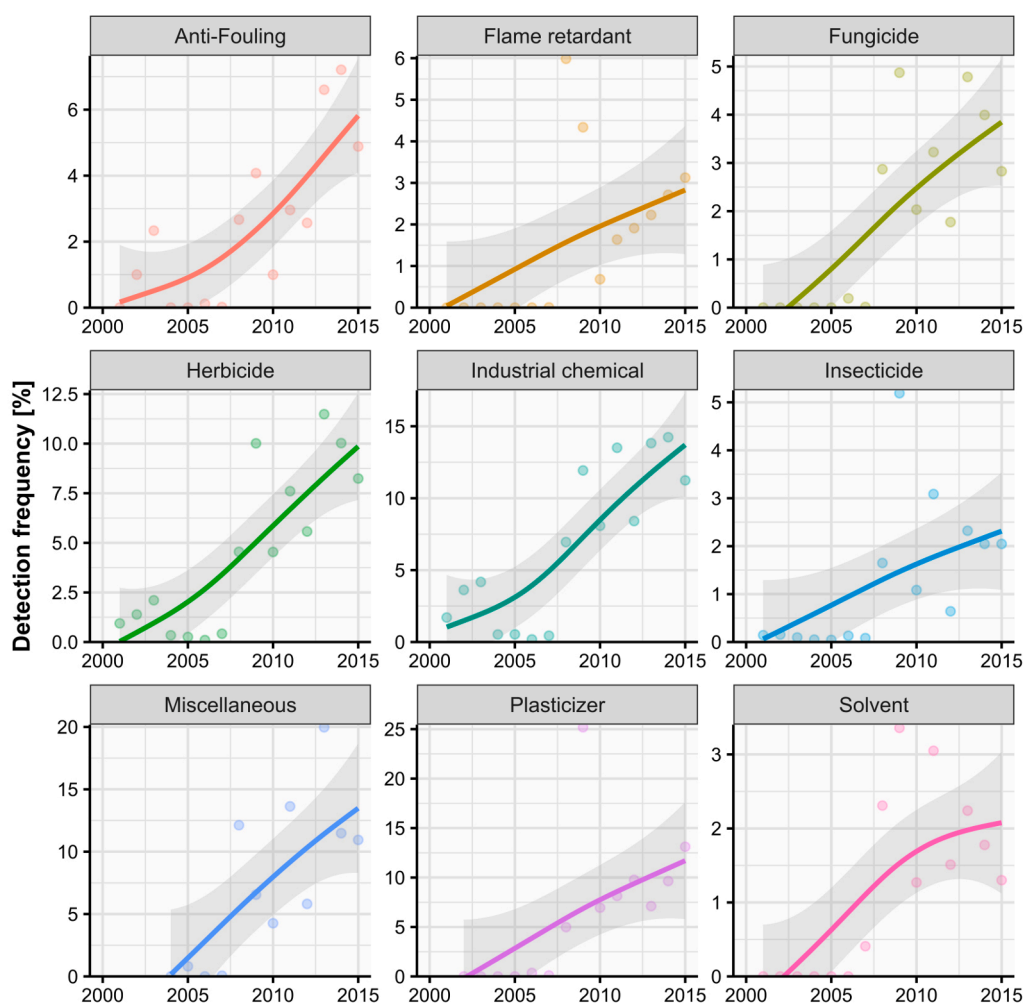 Anti-Fouling Flame retardant Fungicide
6 4 2 0
6 5 4 3 2 1 0
5 4 3 2 1 0
2000 2005 2010 2015 2000 2005 2010 2015 2000 2005 2010 2015
Detection frequency [%]
Herbicide Industrial chemical Insecticide
12.5 10.0 7.5 5.0 2.5 0.0
15 10 5 0
5 4 3 2 1 0
2000 2005 2010 2015 2000 2005 2010 2015 2000 2005 2010 2015
Miscellaneous Plasticizer Solvent
20 15 10 5 0
25 20 15 10 5 0
3 2 1 0
2000 2005 2010 2015 2000 2005 2010 2015 2000 2005 2010 2015